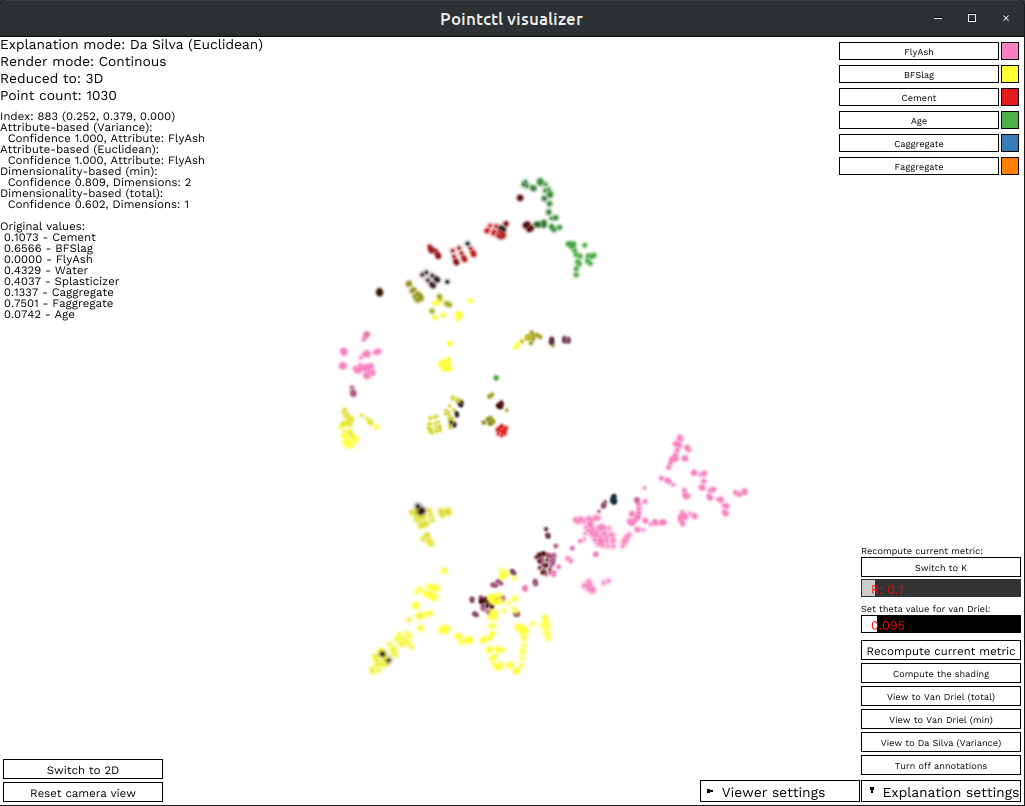 Pointctl visualizer
Explanation mode: Da Silva (Euclidean)
Render mode: Continous
Reduced to: 3D
Point count: 1030
Index: 883 (0.252, 0.379, 0.000)
Attribute-based (Variance):
Confidence 1.000, Attribute: FlyAsh
Attribute-based (Euclidean):
Confidence 1.000, Attribute: FlyAsh
Dimensionality-based (min):
Confidence 0.809, Dimensions: 2
Dimensionality-based (total):
Confidence 0.602, Dimensions: 1
Original values:
0.1073 - Cement
0.6566 - BFSlag
0.0000 - FlyAsh
0.4329 - Water
0.4037 - Splasticizer
0.1337 - Caggregate
0.7501 - Faggregate
0.0742 - Age
FlyAsh
BFSlag
Cement
Age
Caggregate
Faggregate
Recompute current metric:
Switch to K
R: 0.1
Set theta value for van Driel:
0.095
Recompute current metric
Compute the shading
View to Van Driel (total)
View to Van Driel (min)
View to Da Silva (Variance)
Turn off annotations
Switch to 2D
Reset camera view
Viewer settings
Explanation settings